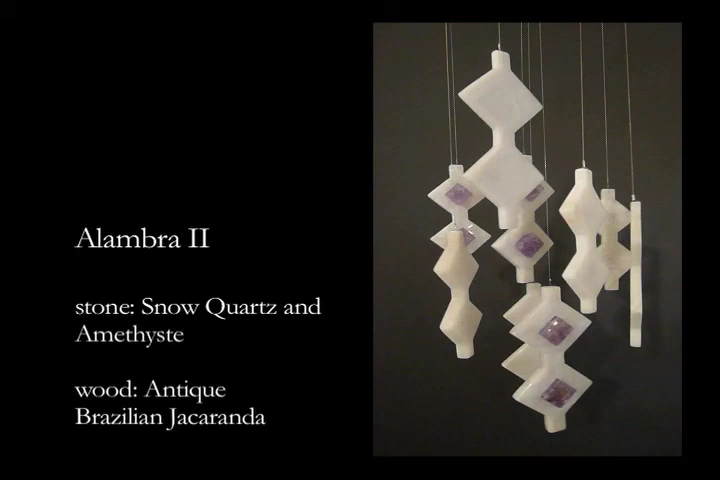 Alambra II
stone: Snow Quartz and
Amethyste
wood: Antique
Brazilian Jacaranda